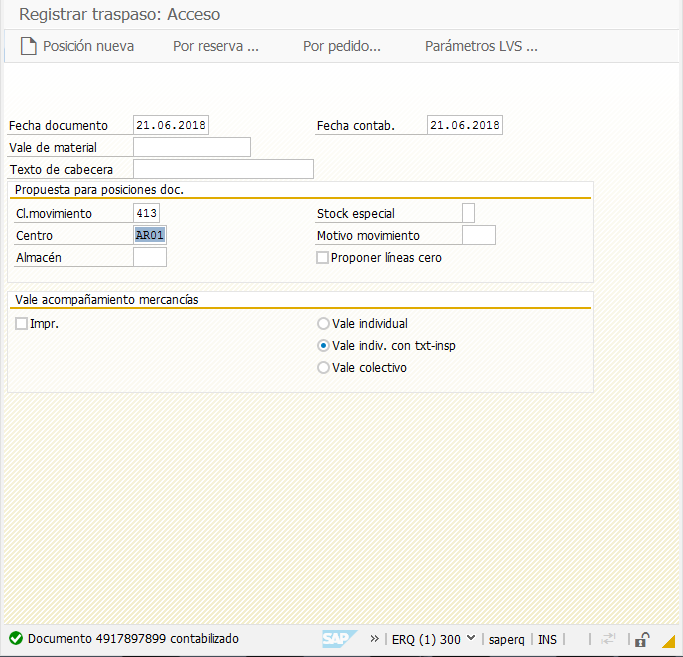 Registrar traspaso: Acceso
Posición nueva Por reserva ... Por pedido... Parámetros LVS ...
Fecha documento 21.06.2018 Fecha contab. 21.06.2018
Vale de material
Texto de cabecera
Propuesta para posiciones doc.
Cl.movimiento 413 Stock especial
Centro AR01 Motivo movimiento
Almacén Proponer líneas cero
Vale acompañamiento mercancías
Impr. Vale individual
Vale indiv. con txt-insp
Vale colectivo
Documento 4917897899 contabilizado SAP » ERQ (1) 300 saperq INS